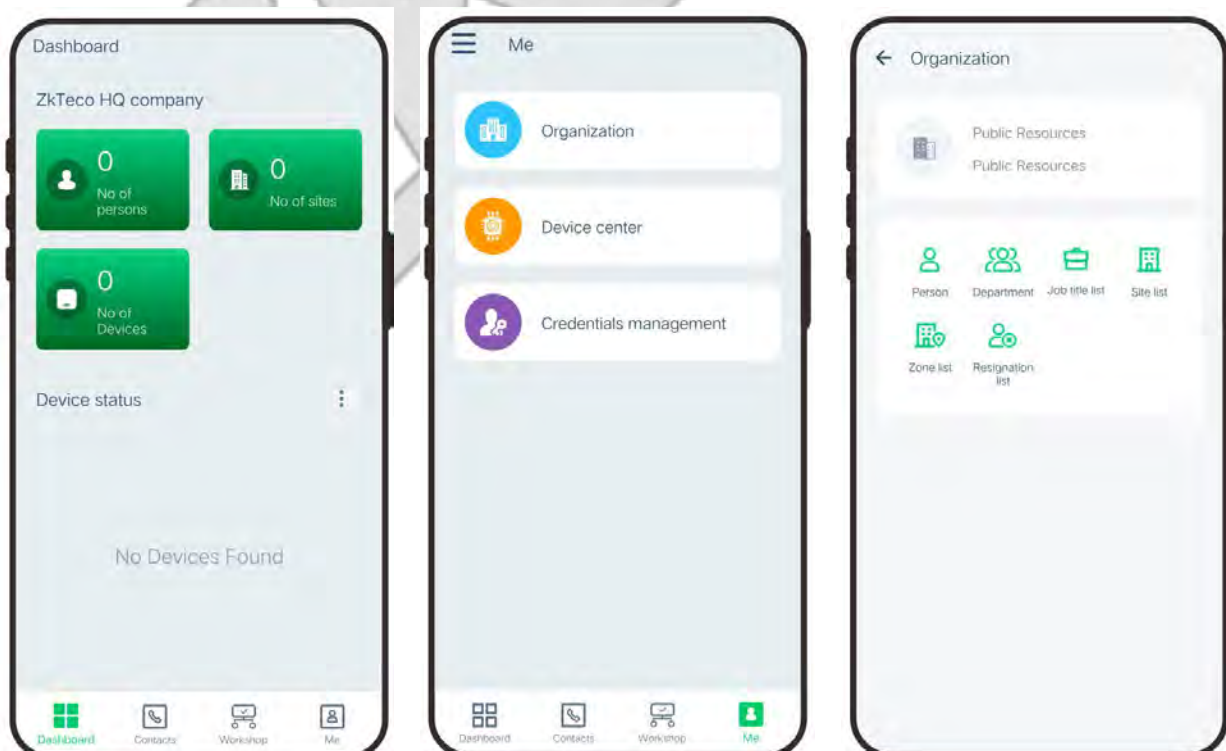 Dashboard
ZkTeco HQ company
0
No of
persons
0
No of sites
0
No of
Devices
Device status
No Devices Found
Dashboard
Contacts
Workshop
Me
Me
Organization
Device center
Credentials management
Dashboard
Contacts
Workshop
Me
Organization
Public Resources
Public Resources
Person
Department
Job title list
Site list
Zone list
Resignation
list